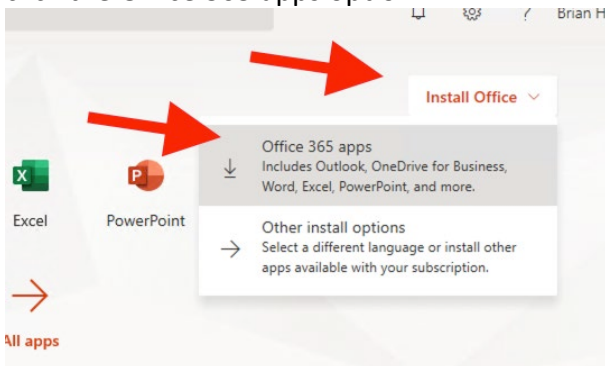 Brian H
Install Office
Office 365 apps
Includes Outlook, OneDrive for Business,
Word, Excel, PowerPoint, and more.
Other install options
Select a different language or install other
apps available with your subscription.
Excel
PowerPoint
All apps